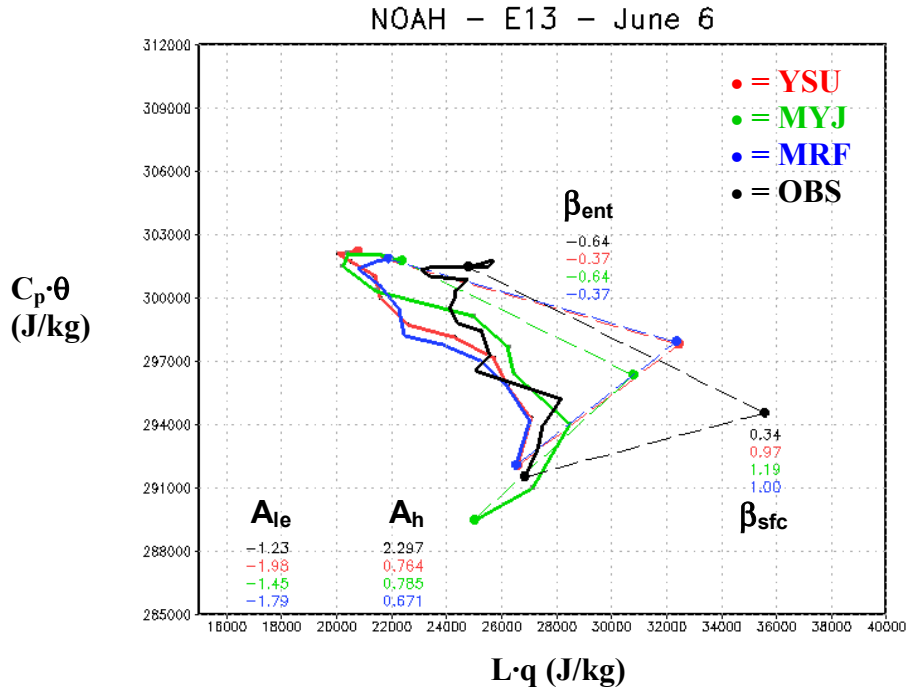 NOAH – E13 – June 6
312000
309000
306000
303000
300000
297000
294000
291000
288000
285000
● = YSU
● = MYJ
● = MRF
● = OBS
βent
−0.64
−0.37
−0.64
−0.37
Cp·θ
(J/kg)
0.34
0.97
1.19
1.00
βsfc
Ale
−1.23
−1.98
−1.45
−1.79
Ah
2.297
0.764
0.785
0.671
16000 18000 20000 22000 24000 26000 28000 30000 32000 34000 36000 38000 40000
L·q (J/kg)